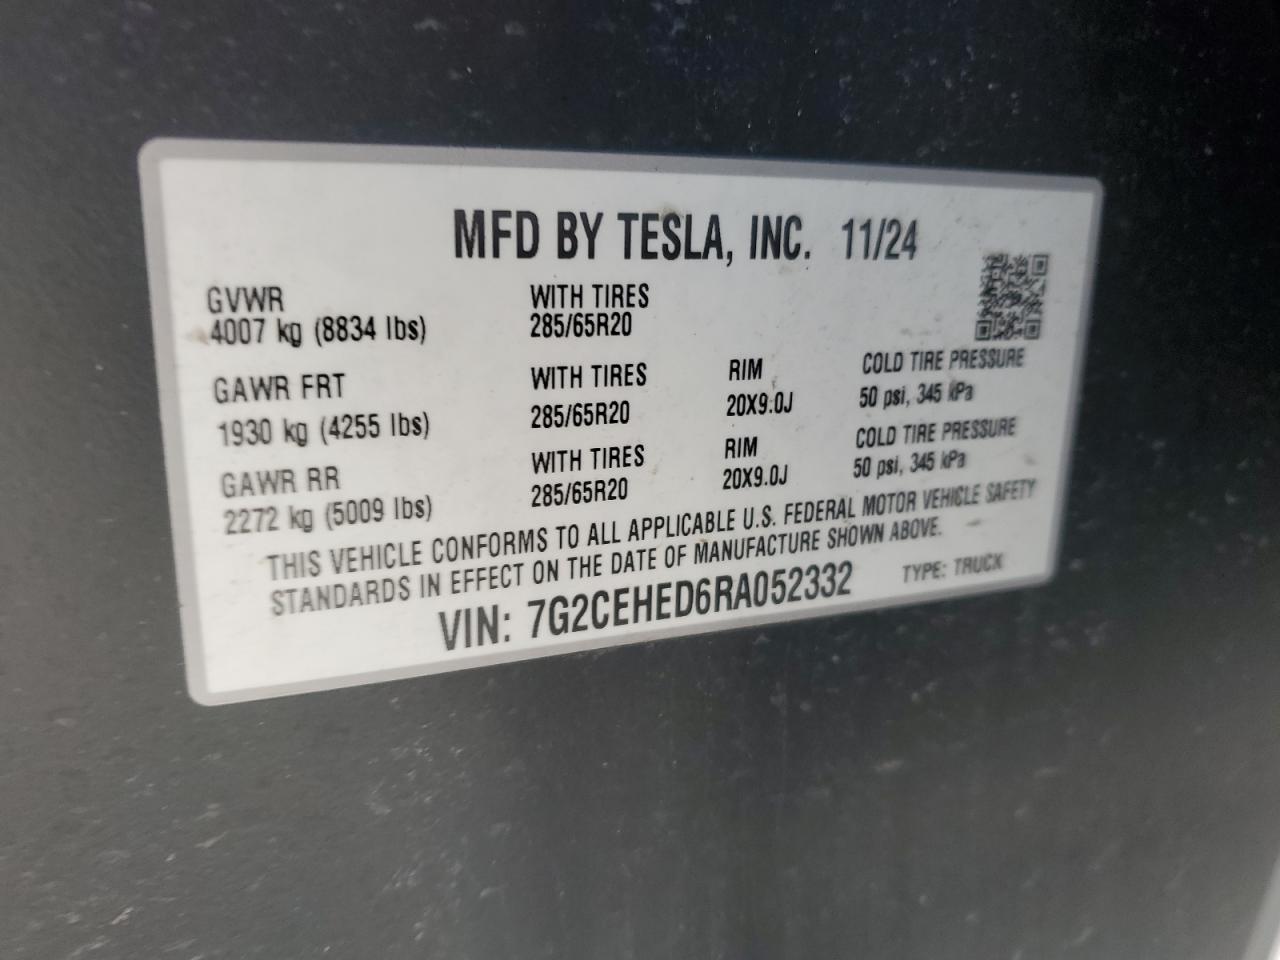 MFD BY TESLA, INC. 11/24
GVWR WITH TIRES
4007 kg (8834 lbs) 285/65R20
GAWR FRT WITH TIRES RIM COLD TIRE PRESSURE
1930 kg (4255 lbs) 285/65R20 20X9.0J 50 psi, 345 kPa
GAWR RR WITH TIRES RIM COLD TIRE PRESSURE
2272 kg (5009 lbs) 285/65R20 20X9.0J 50 psi, 345 kPa
THIS VEHICLE CONFORMS TO ALL APPLICABLE U.S. FEDERAL MOTOR VEHICLE SAFETY
STANDARDS IN EFFECT ON THE DATE OF MANUFACTURE SHOWN ABOVE.
VIN: 7G2CEHED6RA052332 TYPE: TRUCK